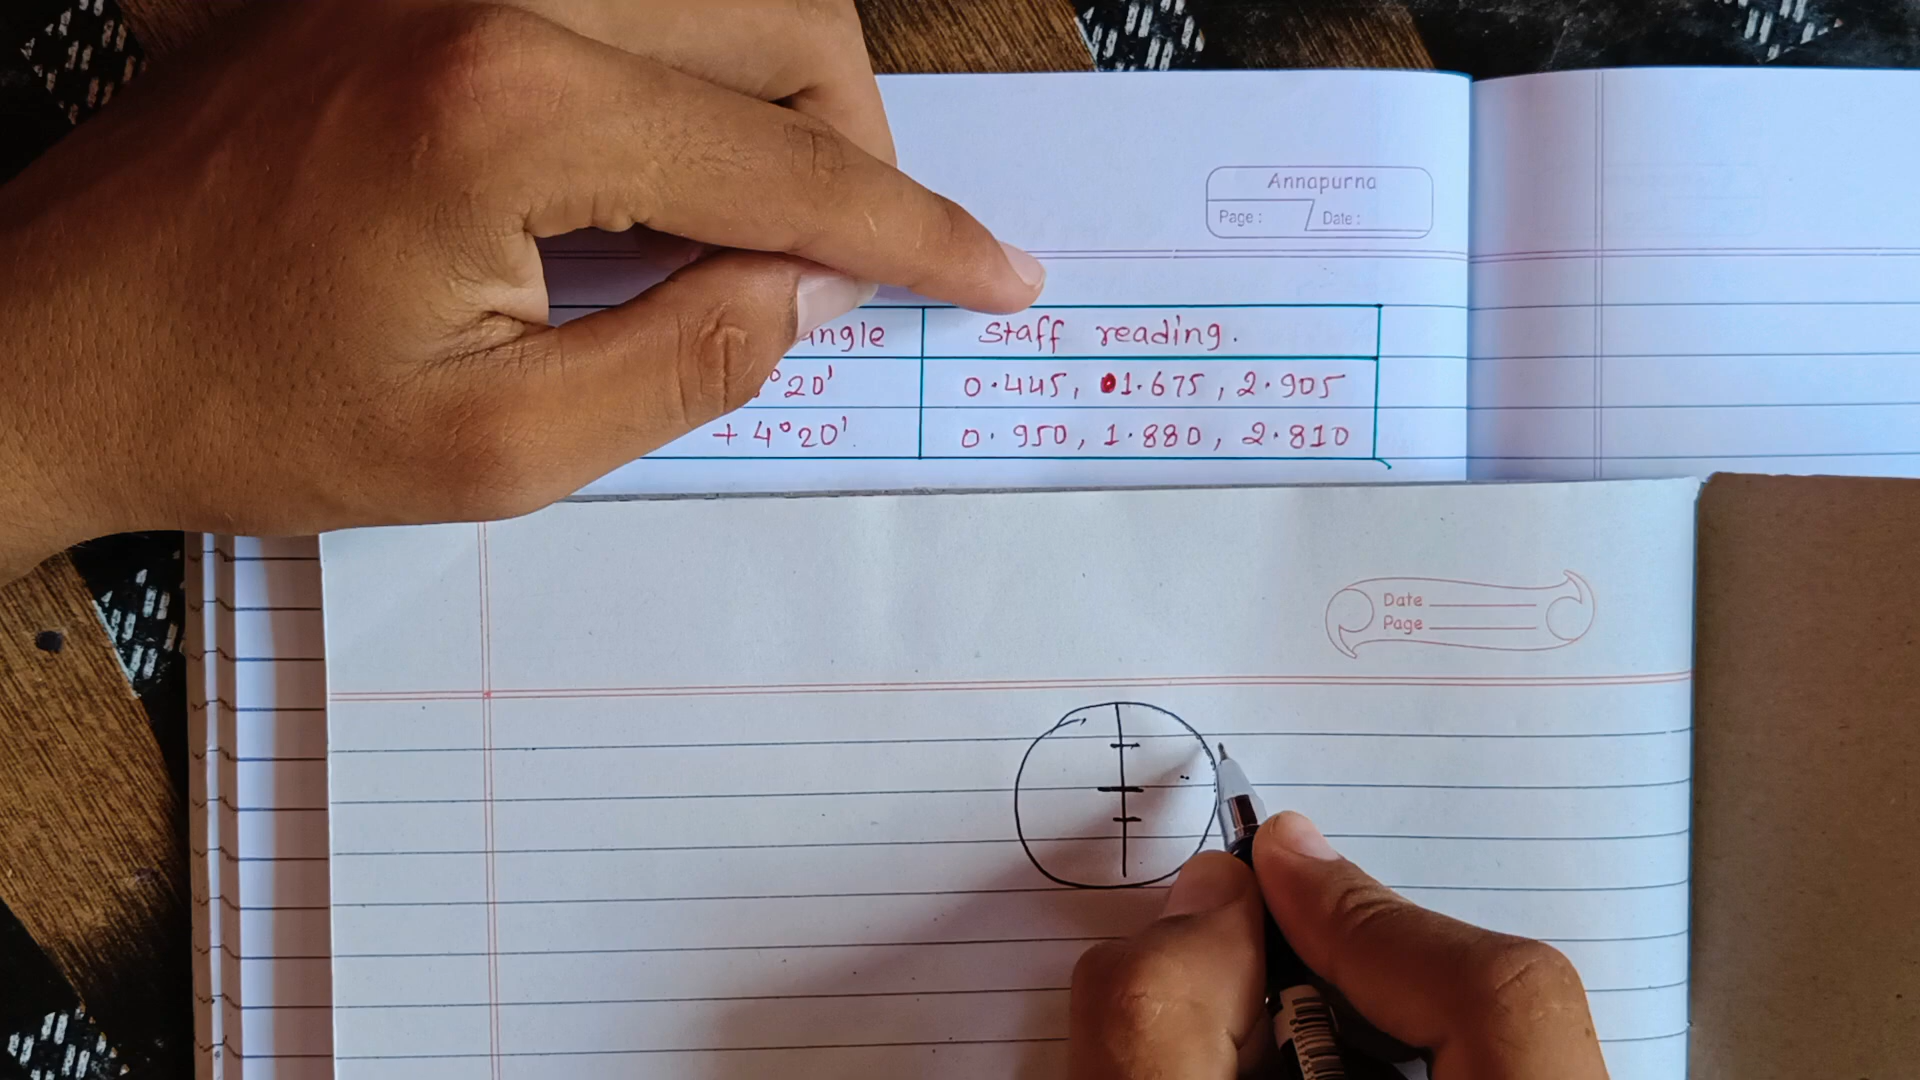 Annapurna
Page : Date :
Staff reading.
°20' 0.445, 1.675, 2.905
+ 4°20'. 0.950, 1.880, 2.810
Date
Page